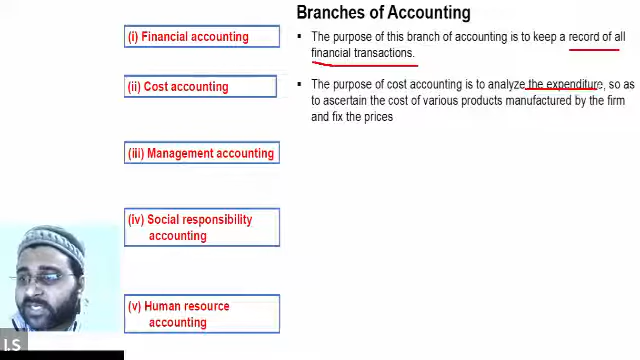 Branches of Accounting
(i) Financial accounting
▪ The purpose of this branch of accounting is to keep a record of all
financial transactions.
(ii) Cost accounting
▪ The purpose of cost accounting is to analyze the expenditure, so as
to ascertain the cost of various products manufactured by the firm
and fix the prices
(iii) Management accounting
(iv) Social responsibility
accounting
(v) Human resource
accounting
I.S